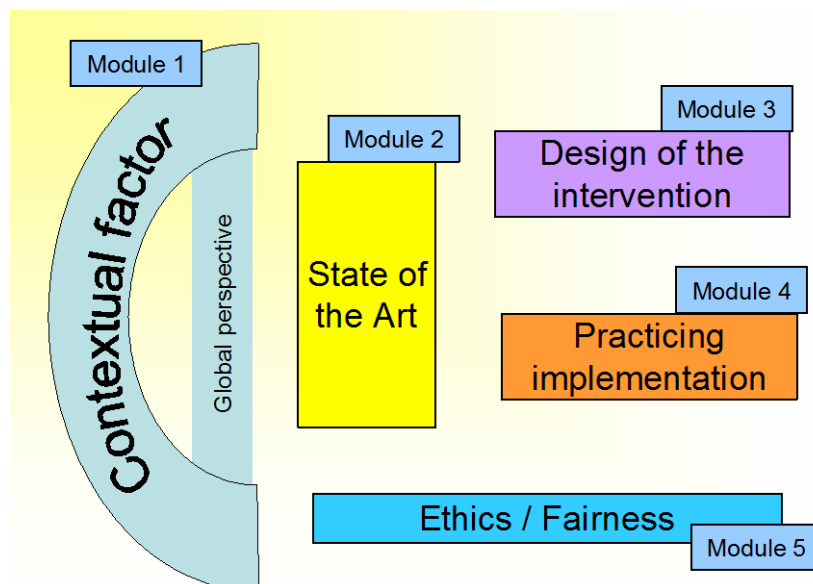 Module 1
Contextual factor
Global perspective
Module 2
State of
the Art
Module 3
Design of the
intervention
Module 4
Practicing
implementation
Ethics / Fairness
Module 5